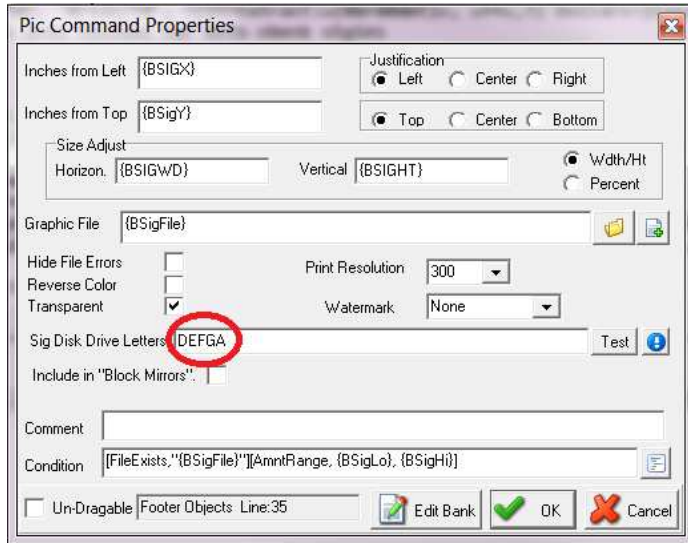 Pic Command Properties
Inches from Left {BSIGX}
Justification
Left Center Right
Inches from Top {BSigY}
Top Center Bottom
Size Adjust
Horizon. {BSIGWD} Vertical {BSIGHT}
Wdth/Ht
Percent
Graphic File {BSigFile}
Hide File Errors
Print Resolution 300
Reverse Color
Transparent
Watermark None
Sig Disk Drive Letters DEFGA Test
Include in "Block Mirrors".
Comment
Condition [FileExists,"{BSigFile}"][AmntRange, {BSigLo}, {BSigHi}]
Un-Dragable Footer Objects Line:35 Edit Bank OK Cancel